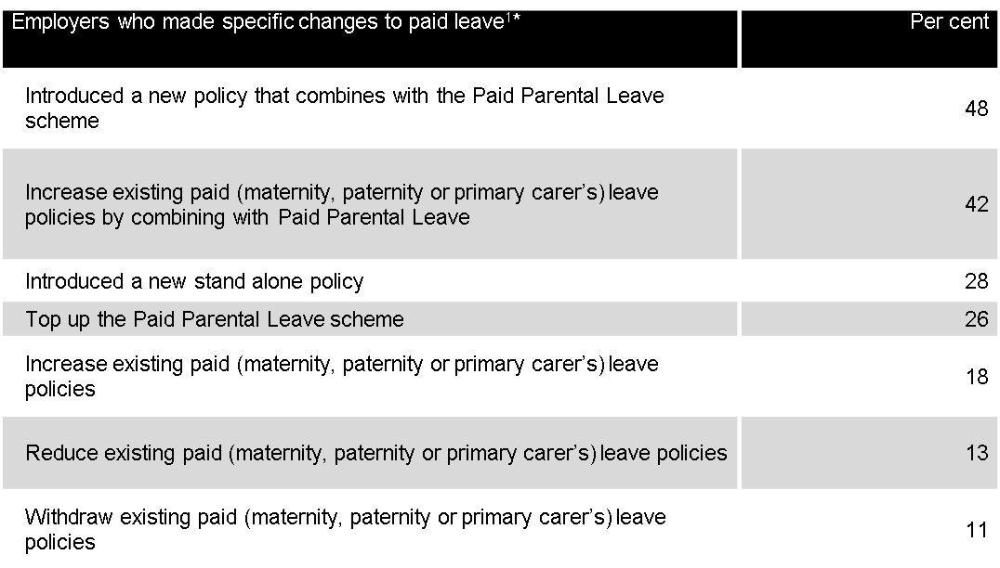 Employers who made specific changes to paid leave¹* Per cent
Introduced a new policy that combines with the Paid Parental Leave
scheme 48
Increase existing paid (maternity, paternity or primary carer’s) leave
policies by combining with Paid Parental Leave 42
Introduced a new stand alone policy 28
Top up the Paid Parental Leave scheme 26
Increase existing paid (maternity, paternity or primary carer’s) leave
policies 18
Reduce existing paid (maternity, paternity or primary carer’s) leave policies 13
Withdraw existing paid (maternity, paternity or primary carer’s) leave
policies 11